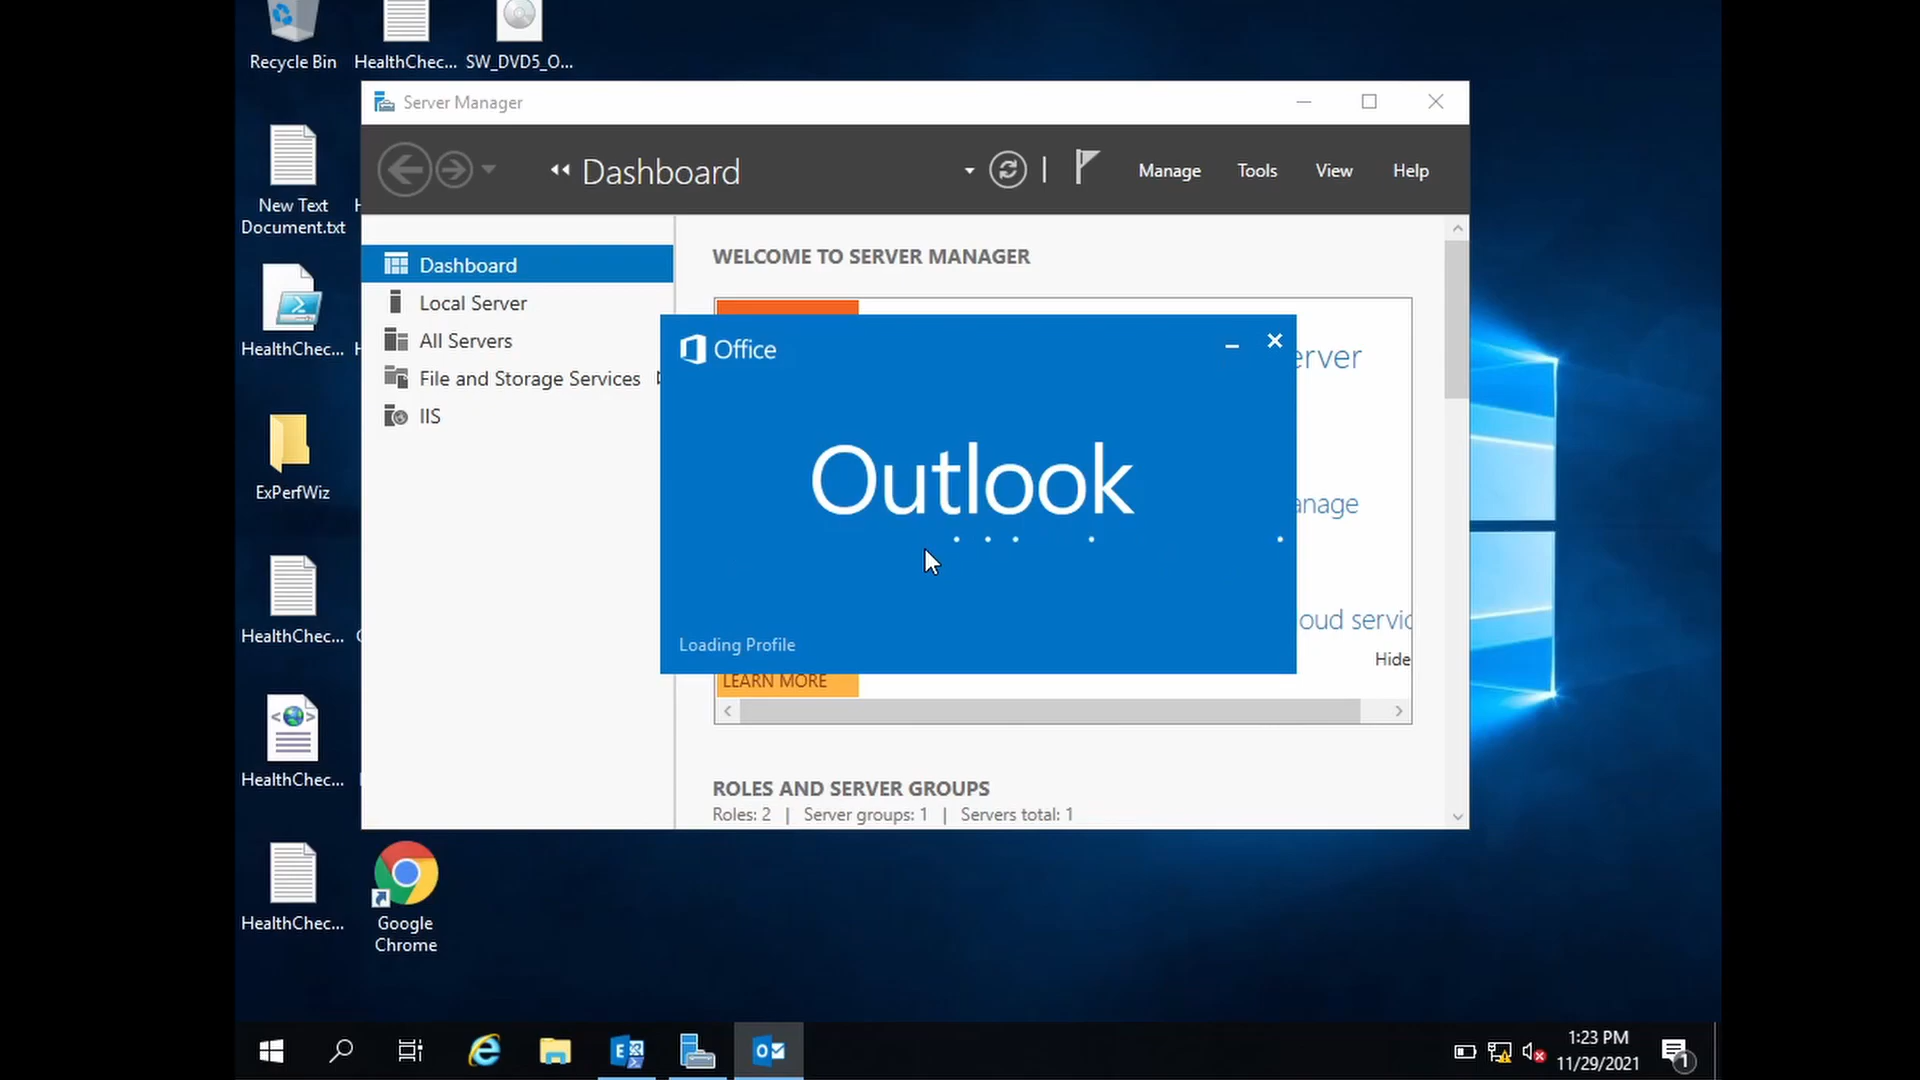 Recycle Bin
HealthChec...
SW_DVD5_O...
Server Manager
Dashboard
Manage
Tools
View
Help
New Text
Document.txt
HealthChec...
ExPerfWiz
HealthChec...
HealthChec...
HealthChec...
Google
Chrome
Dashboard
Local Server
All Servers
File and Storage Services
IIS
WELCOME TO SERVER MANAGER
erver
anage
oud servic
Hide
LEARN MORE
Office
Outlook
Loading Profile
ROLES AND SERVER GROUPS
Roles: 2 | Server groups: 1 | Servers total: 1
1:23 PM
11/29/2021
1